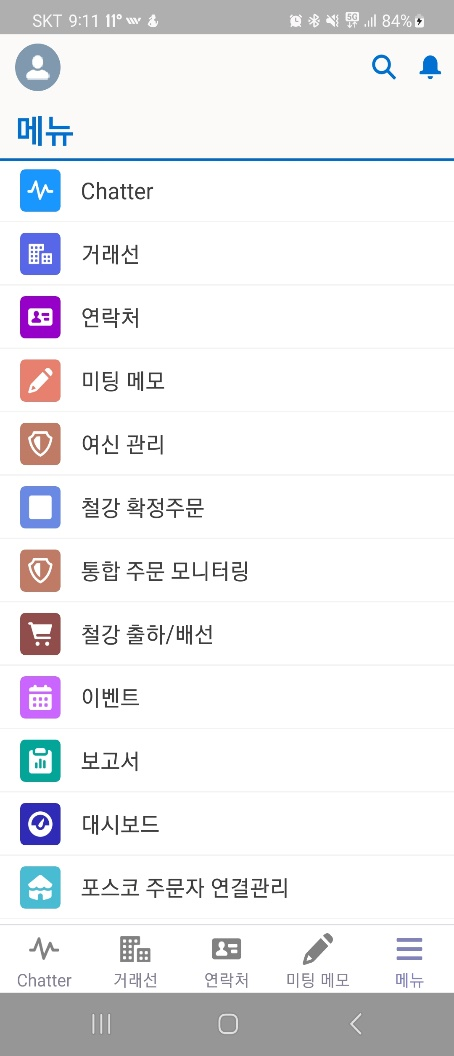 SKT 9:11 11°
84%
메뉴
Chatter
거래선
연락처
미팅 메모
여신 관리
철강 확정주문
통합 주문 모니터링
철강 출하/배선
이벤트
보고서
대시보드
포스코 주문자 연결관리
Chatter 거래선 연락처 미팅 메모 메뉴